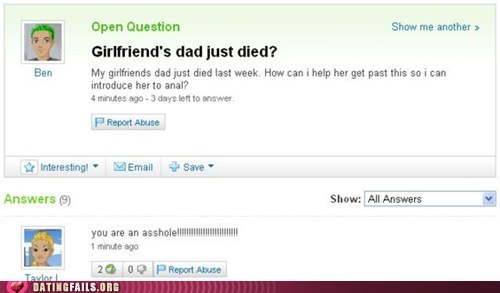 Open Question
Show me another »
Girlfriend's dad just died?
Ben
My girlfriends dad just died last week. How can i help her get past this so i can
introduce her to anal?
4 minutes ago - 3 days left to answer.
Report Abuse
Interesting!
Email
Save
Answers (9)
Show: All Answers
you are an asshole!!!!!!!!!!!!!!!!!!!!!!!!!
1 minute ago
Taylor L
2
0
Report Abuse
DATINGFAILS.ORG